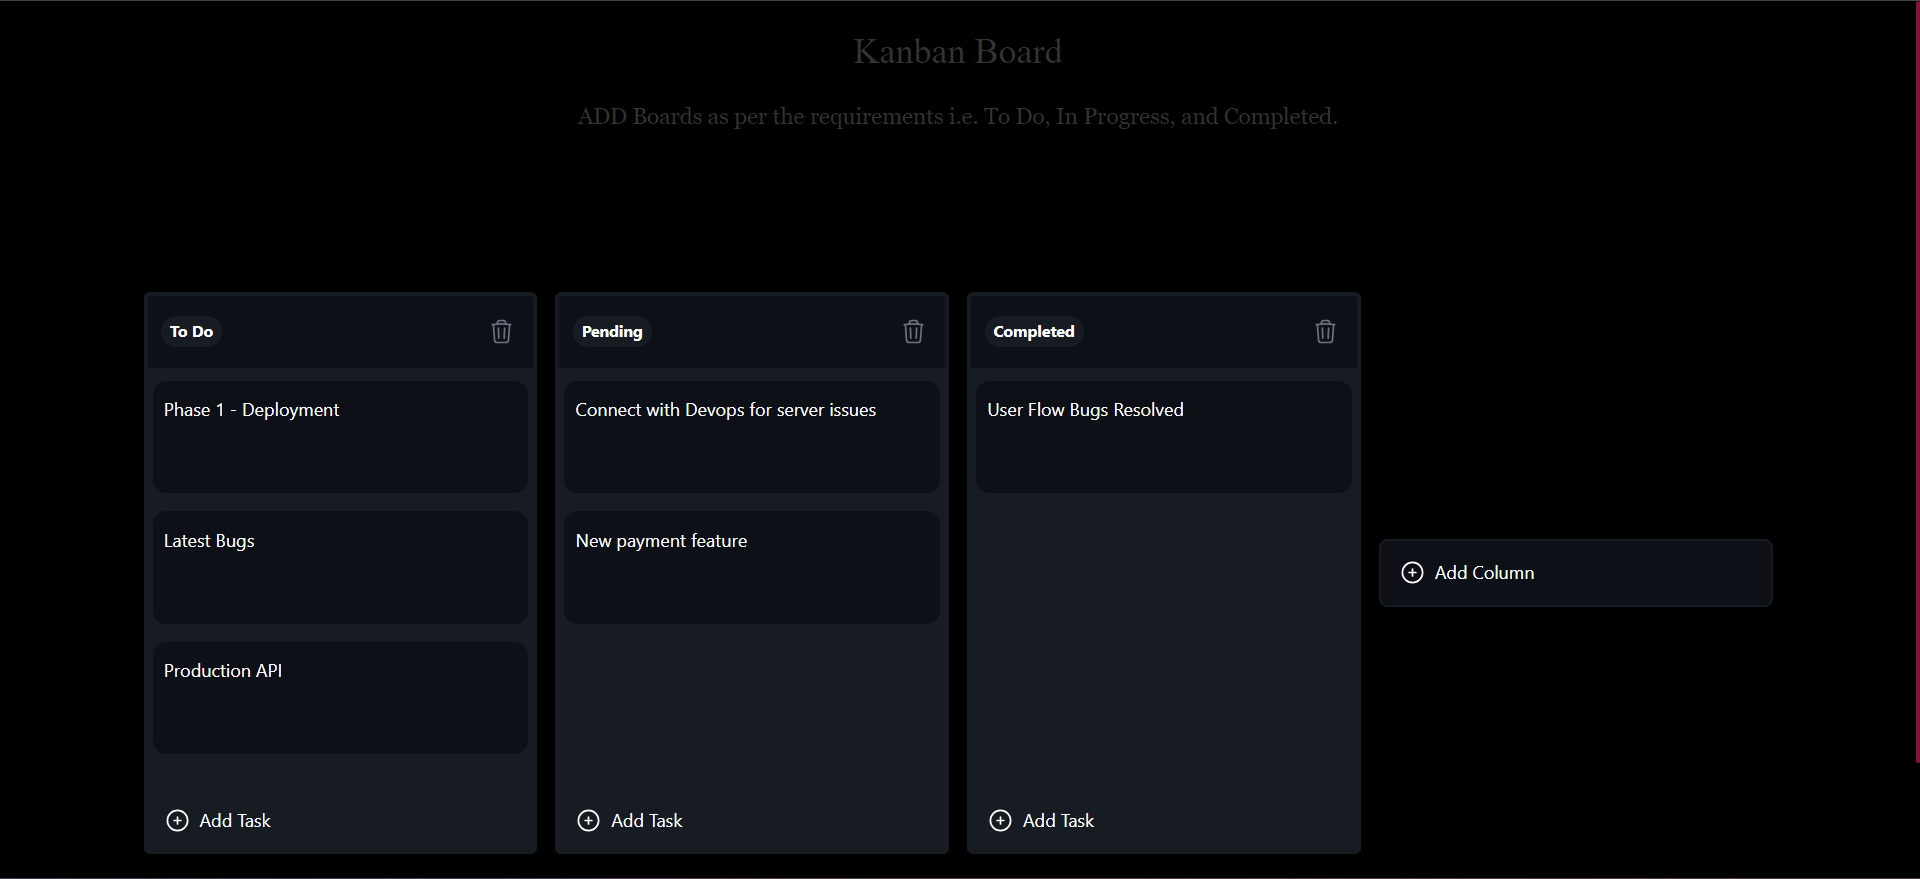 Kanban Board
ADD Boards as per the requirements i.e. To Do, In Progress, and Completed.
To Do
Phase 1 - Deployment
Latest Bugs
Production API
Add Task
Pending
Connect with Devops for server issues
New payment feature
Add Task
Completed
User Flow Bugs Resolved
Add Task
Add Column